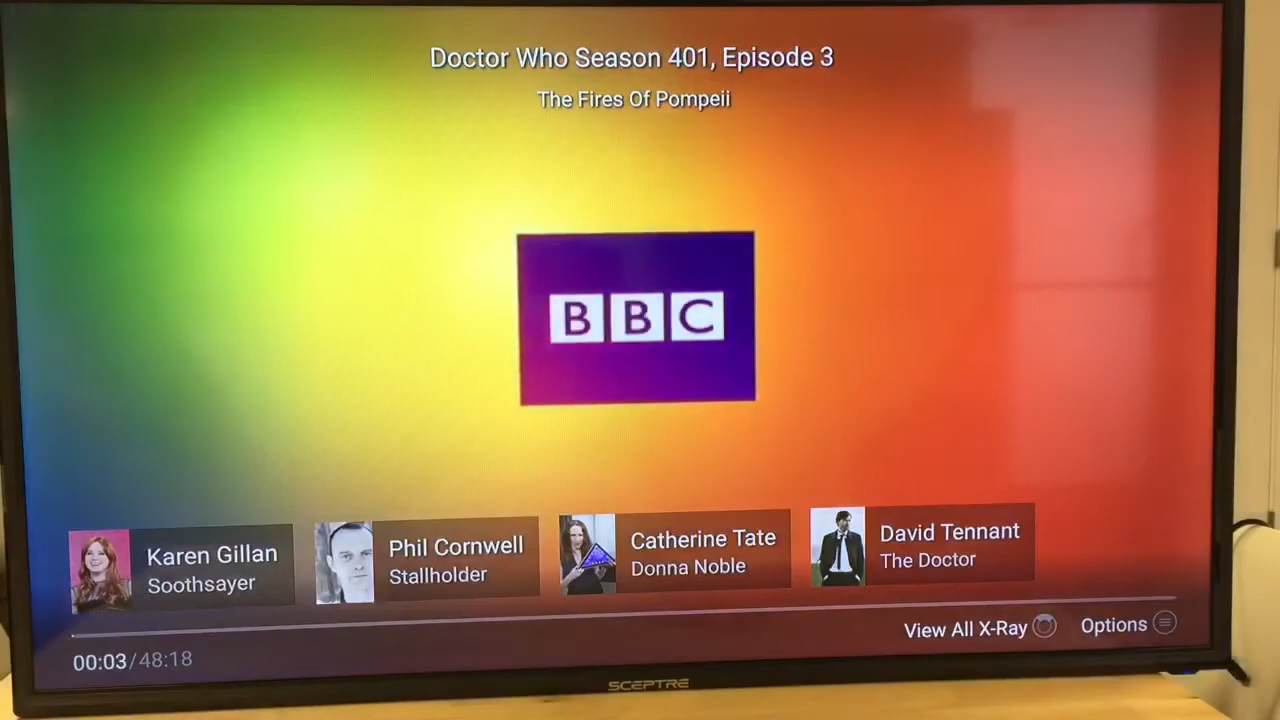 Doctor Who Season 401, Episode 3
The Fires Of Pompeii
BBC
Karen Gillan
Soothsayer
Phil Cornwell
Stallholder
Catherine Tate
Donna Noble
David Tennant
The Doctor
View All X-Ray
Options
00:03/48:18
SCEPTRE